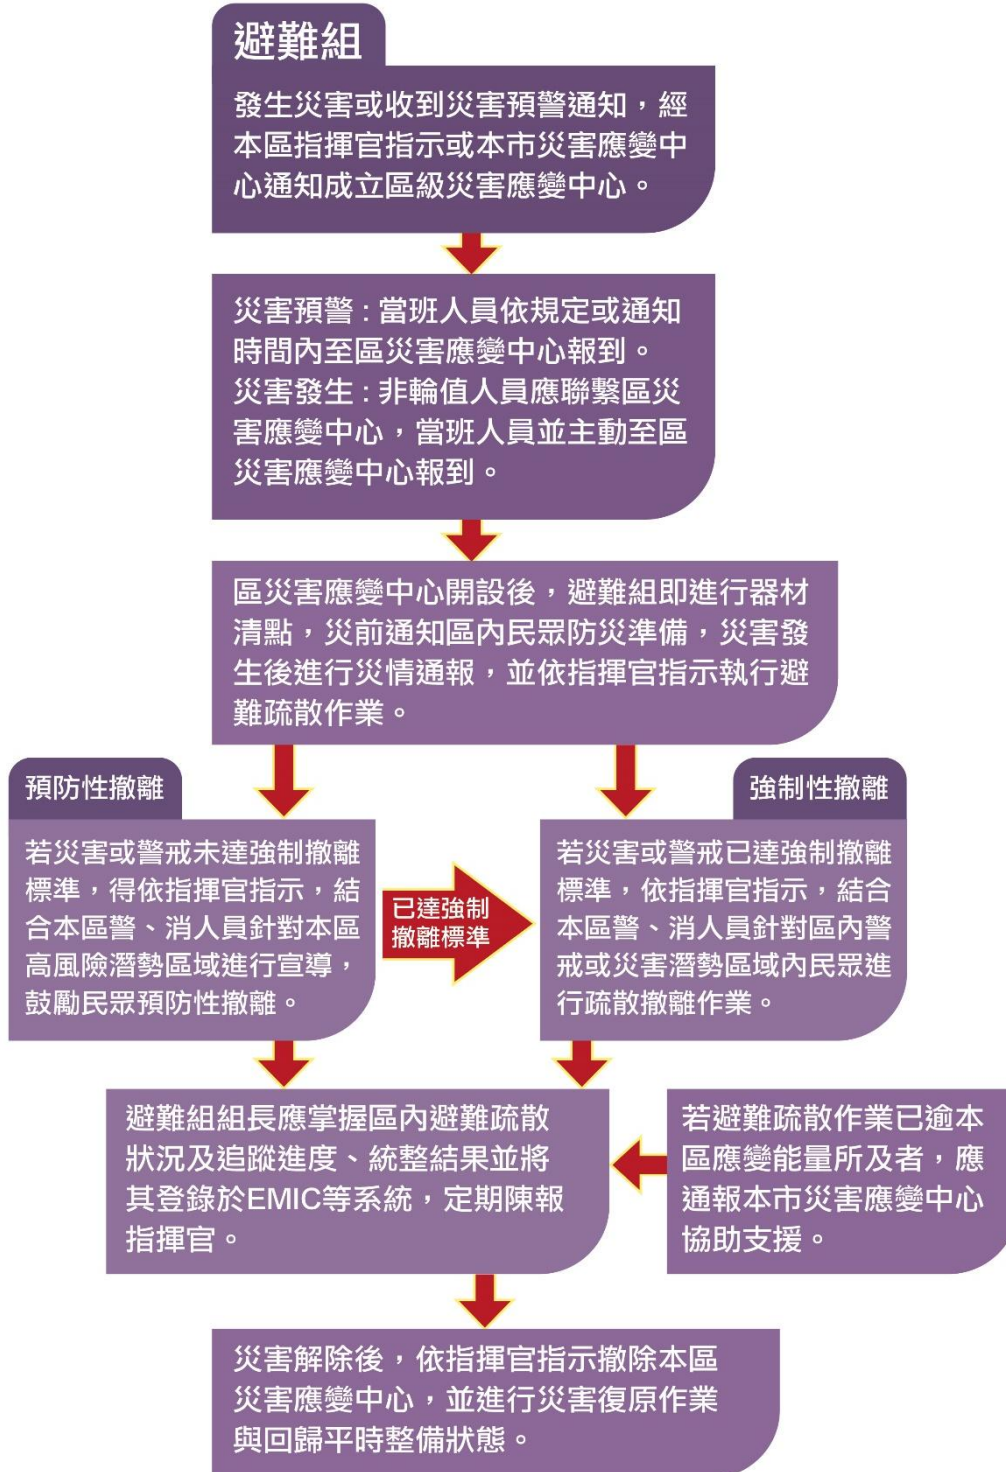 避難組
發生災害或收到災害預警通知，經
本區指揮官指示或本市災害應變中
心通知成立區級災害應變中心。
災害預警：當班人員依規定或通知
時間內至區災害應變中心報到。
災害發生：非輪值人員應聯繫區災
害應變中心，當班人員並主動至區
災害應變中心報到。
區災害應變中心開設後，避難組即進行器材
清點，災前通知區內民眾防災準備，災害發
生後進行災情通報，並依指揮官指示執行避
難疏散作業。
預防性撤離
若災害或警戒未達強制撤離
標準，得依指揮官指示，結
合本區警、消人員針對本區
高風險潛勢區域進行宣導，
鼓勵民眾預防性撤離。
已達強制
撤離標準
強制性撤離
若災害或警戒已達強制撤離
標準，依指揮官指示，結合
本區警、消人員針對區內警
戒或災害潛勢區域內民眾進
行疏散撤離作業。
避難組組長應掌握區內避難疏散
狀況及追蹤進度、統整結果並將
其登錄於EMIC等系統，定期陳報
指揮官。
若避難疏散作業已逾本
區應變能量所及者，應
通報本市災害應變中心
協助支援。
災害解除後，依指揮官指示撤除本區
災害應變中心，並進行災害復原作業
與回歸平時整備狀態。